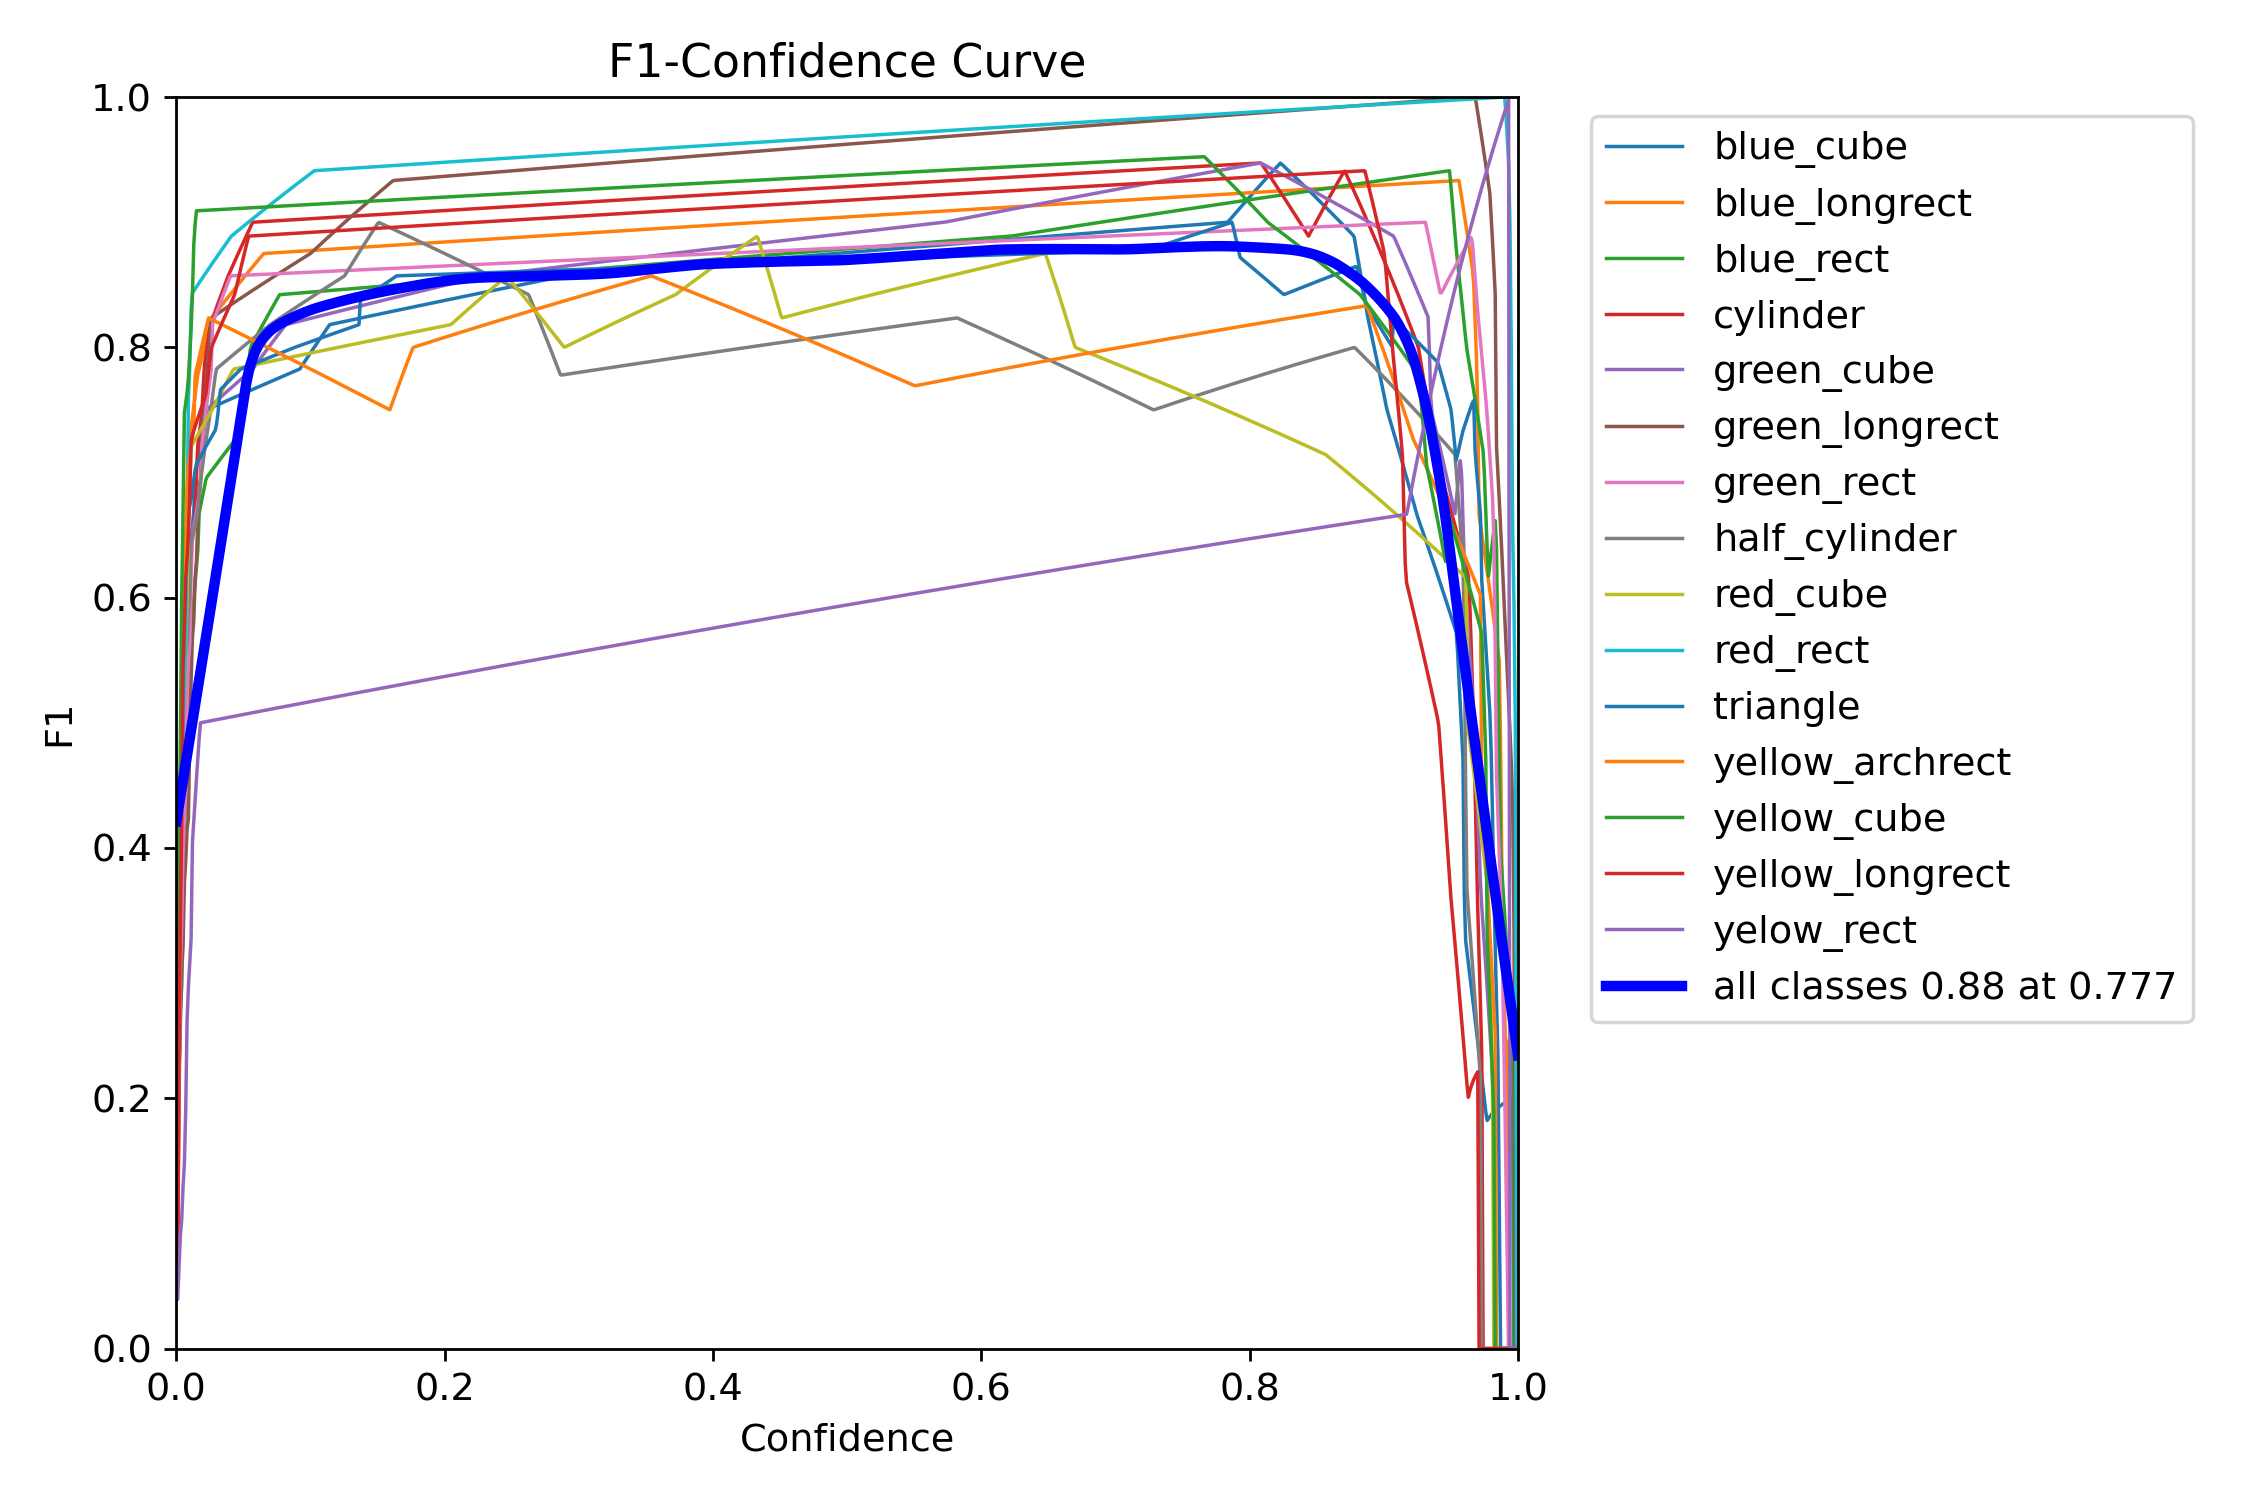 F1-Confidence Curve
1.0
0.8
0.6
0.4
0.2
0.0
F1
0.0 0.2 0.4 0.6 0.8 1.0
Confidence
blue_cube
blue_longrect
blue_rect
cylinder
green_cube
green_longrect
green_rect
half_cylinder
red_cube
red_rect
triangle
yellow_archrect
yellow_cube
yellow_longrect
yelow_rect
all classes 0.88 at 0.777